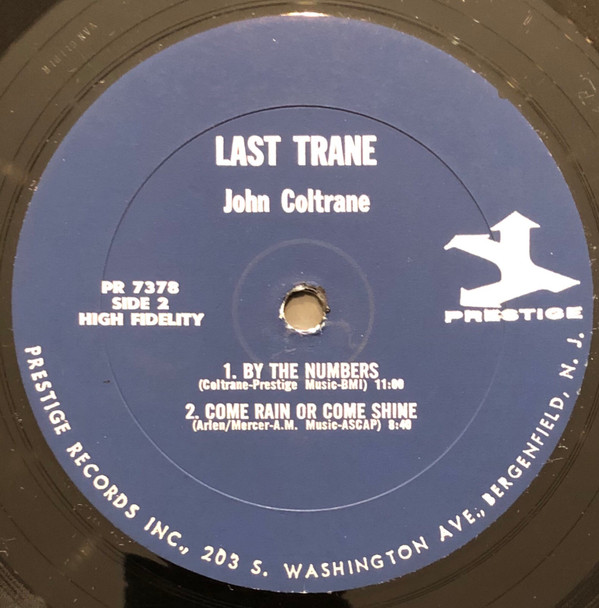 LAST TRANE
John Coltrane
PR 7378
SIDE 2
HIGH FIDELITY
PRESTIGE
1. BY THE NUMBERS
(Coltrane-Prestige Music-BMI) 11:00
2. COME RAIN OR COME SHINE
(Arlen/Mercer-A.M. Music-ASCAP) 8:40
PRESTIGE RECORDS INC., 203 S. WASHINGTON AVE., BERGENFIELD, N. J.